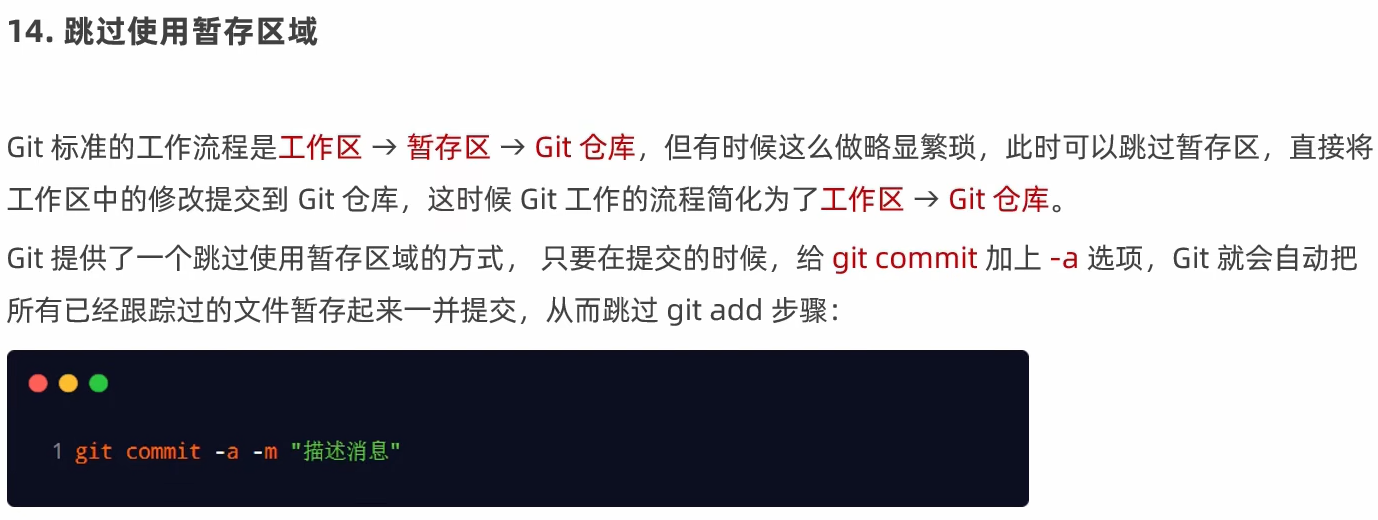 14. 跳过使用暂存区域
Git 标准的工作流程是工作区 → 暂存区 → Git 仓库，但有时候这么做略显繁琐，此时可以跳过暂存区，直接将
工作区中的修改提交到 Git 仓库，这时候 Git 工作的流程简化为了工作区 → Git 仓库。
Git 提供了一个跳过使用暂存区域的方式， 只要在提交的时候，给 git commit 加上 -a 选项，Git 就会自动把
所有已经跟踪过的文件暂存起来一并提交，从而跳过 git add 步骤：
1 git commit -a -m "描述消息"